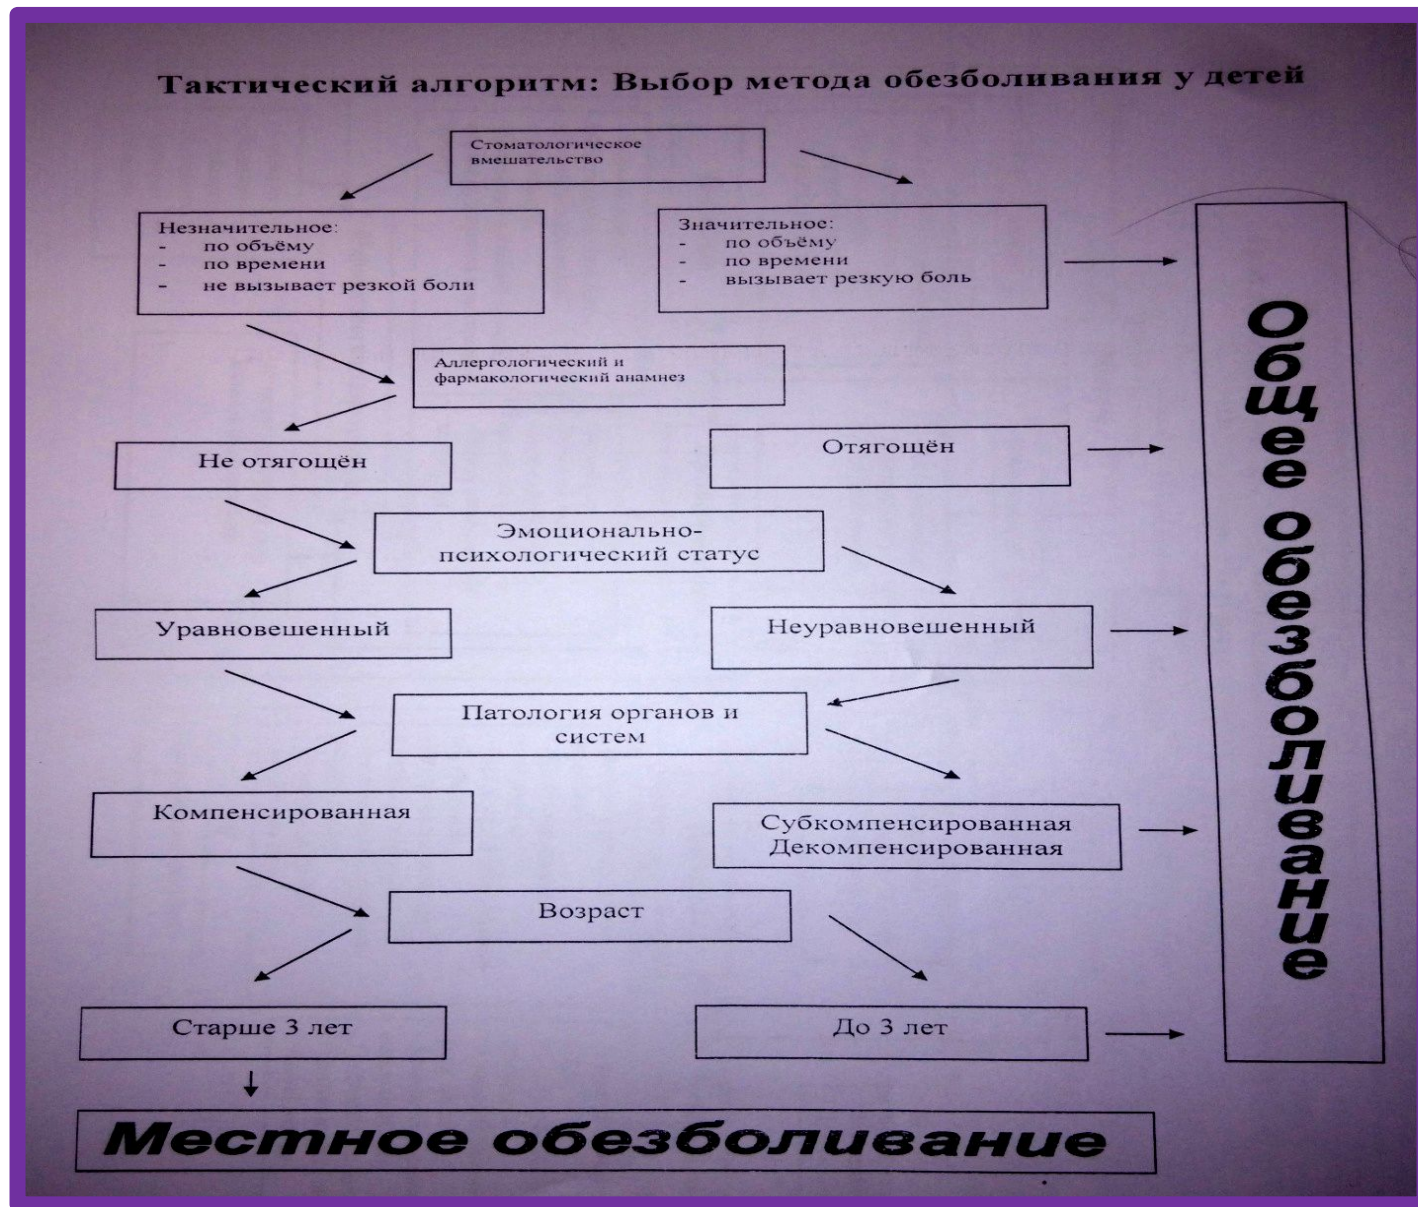 Тактический алгоритм: Выбор метода обезболивания у детей
Стоматологическое
вмешательство
Незначительное:
- по объёму
- по времени
- не вызывает резкой боли
Значительное:
- по объёму
- по времени
- вызывает резкую боль
Аллергологический и
фармакологический анамнез
Не отягощён
Отягощён
Эмоционально-
психологический статус
Уравновешенный
Неуравновешенный
Патология органов и
систем
Компенсированная
Субкомпенсированная
Декомпенсированная
Возраст
Старше 3 лет
До 3 лет
Общее обезболивание
Местное обезболивание